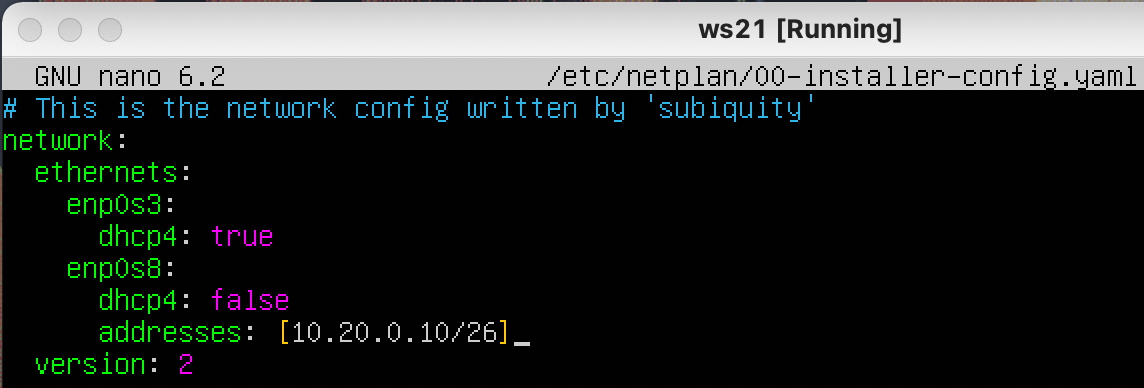 ws21 [Running]
GNU nano 6.2 /etc/netplan/00-installer-config.yaml
# This is the network config written by 'subiquity'
network:
  ethernets:
    enp0s3:
      dhcp4: true
    enp0s8:
      dhcp4: false
      addresses: [10.20.0.10/26]
  version: 2